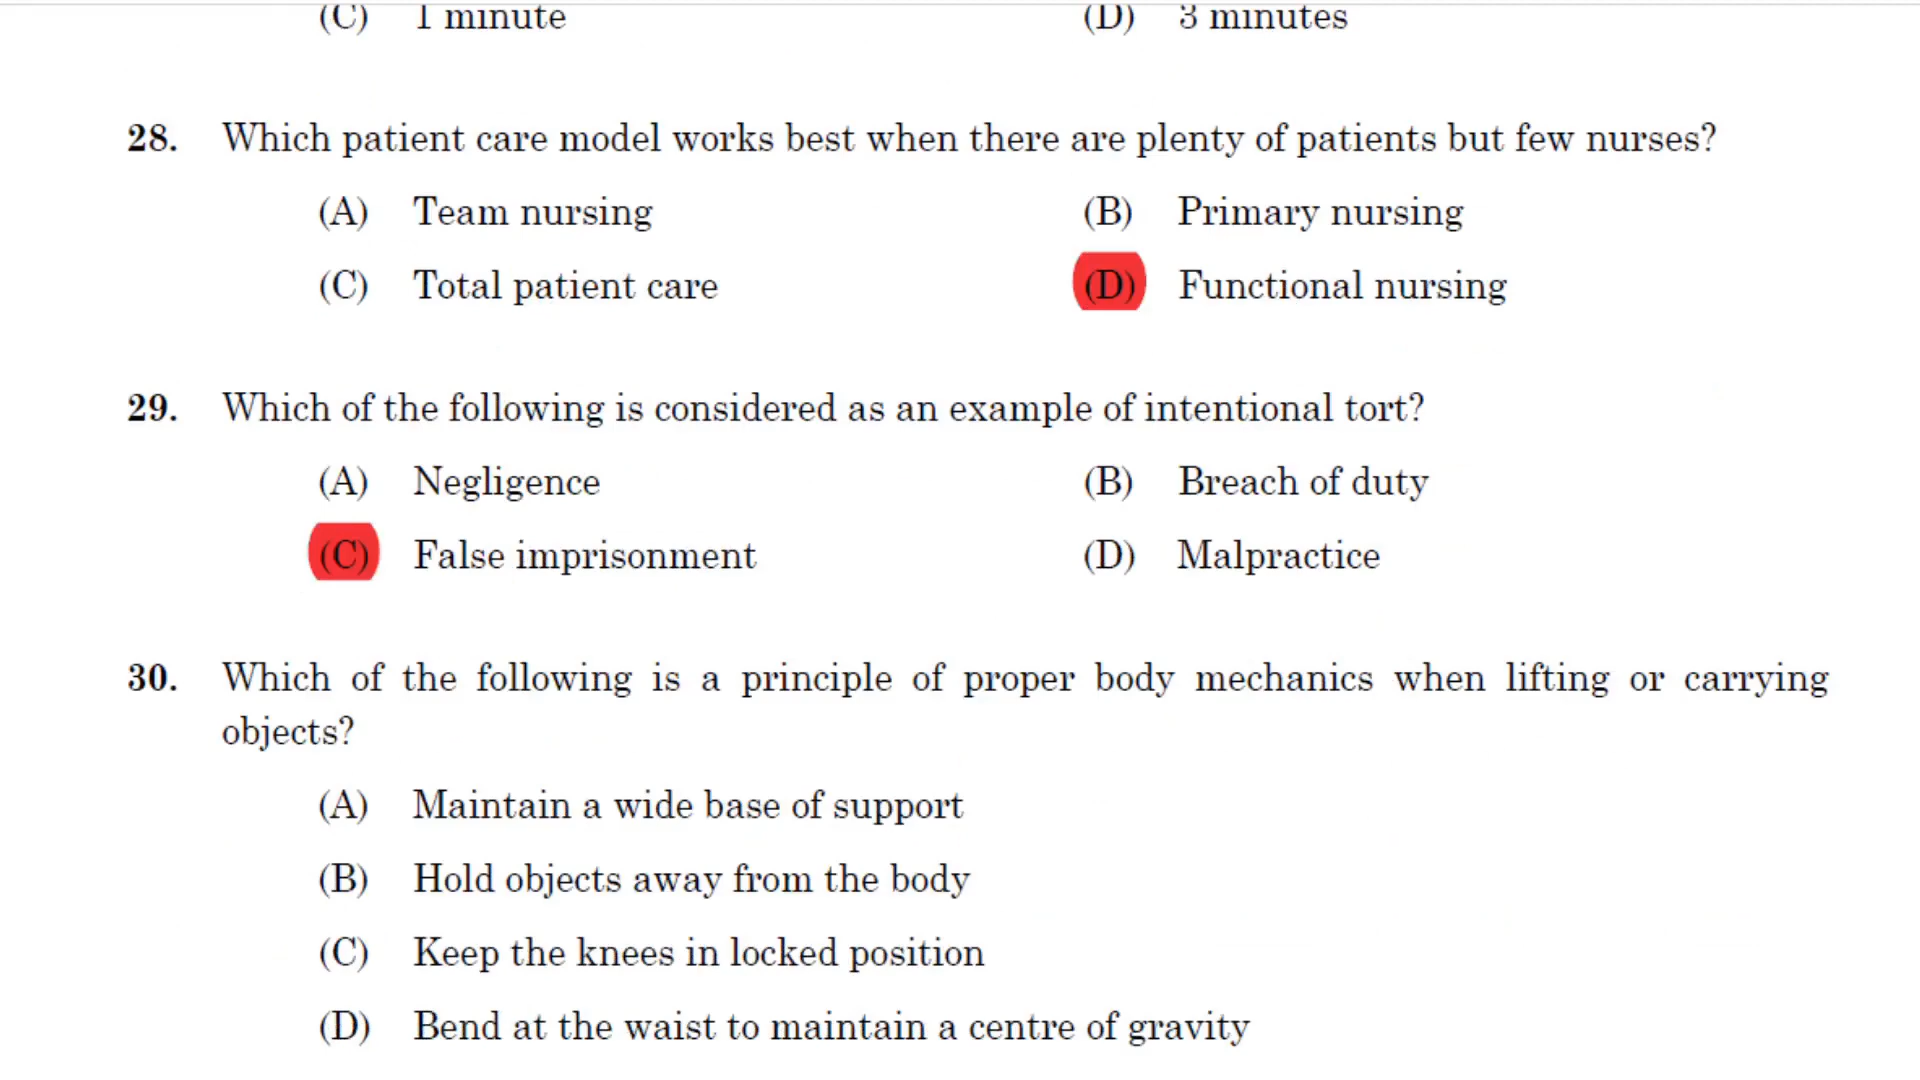 (C) 1 minute (D) 3 minutes
28. Which patient care model works best when there are plenty of patients but few nurses?
(A) Team nursing (B) Primary nursing
(C) Total patient care (D) Functional nursing
29. Which of the following is considered as an example of intentional tort?
(A) Negligence (B) Breach of duty
(C) False imprisonment (D) Malpractice
30. Which of the following is a principle of proper body mechanics when lifting or carrying
objects?
(A) Maintain a wide base of support
(B) Hold objects away from the body
(C) Keep the knees in locked position
(D) Bend at the waist to maintain a centre of gravity